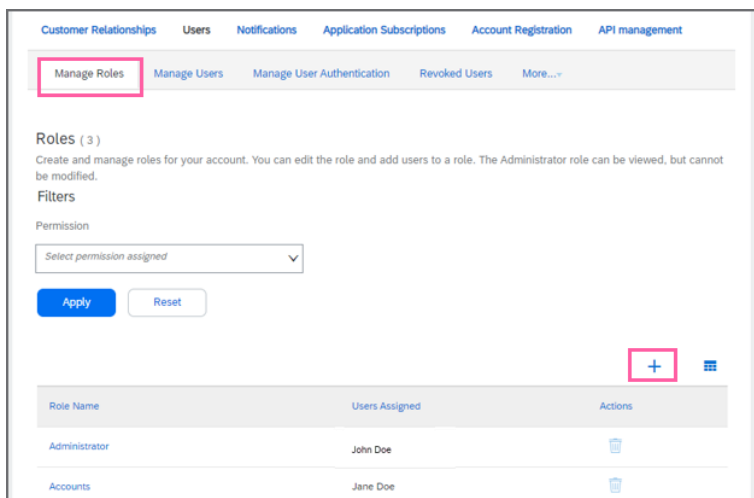 Customer Relationships Users Notifications Application Subscriptions Account Registration API management
Manage Roles Manage Users Manage User Authentication Revoked Users More...
Roles (3)
Create and manage roles for your account. You can edit the role and add users to a role. The Administrator role can be viewed, but cannot
be modified.
Filters
Permission
Select permission assigned
Apply Reset
+
Role Name Users Assigned Actions
Administrator John Doe
Accounts Jane Doe